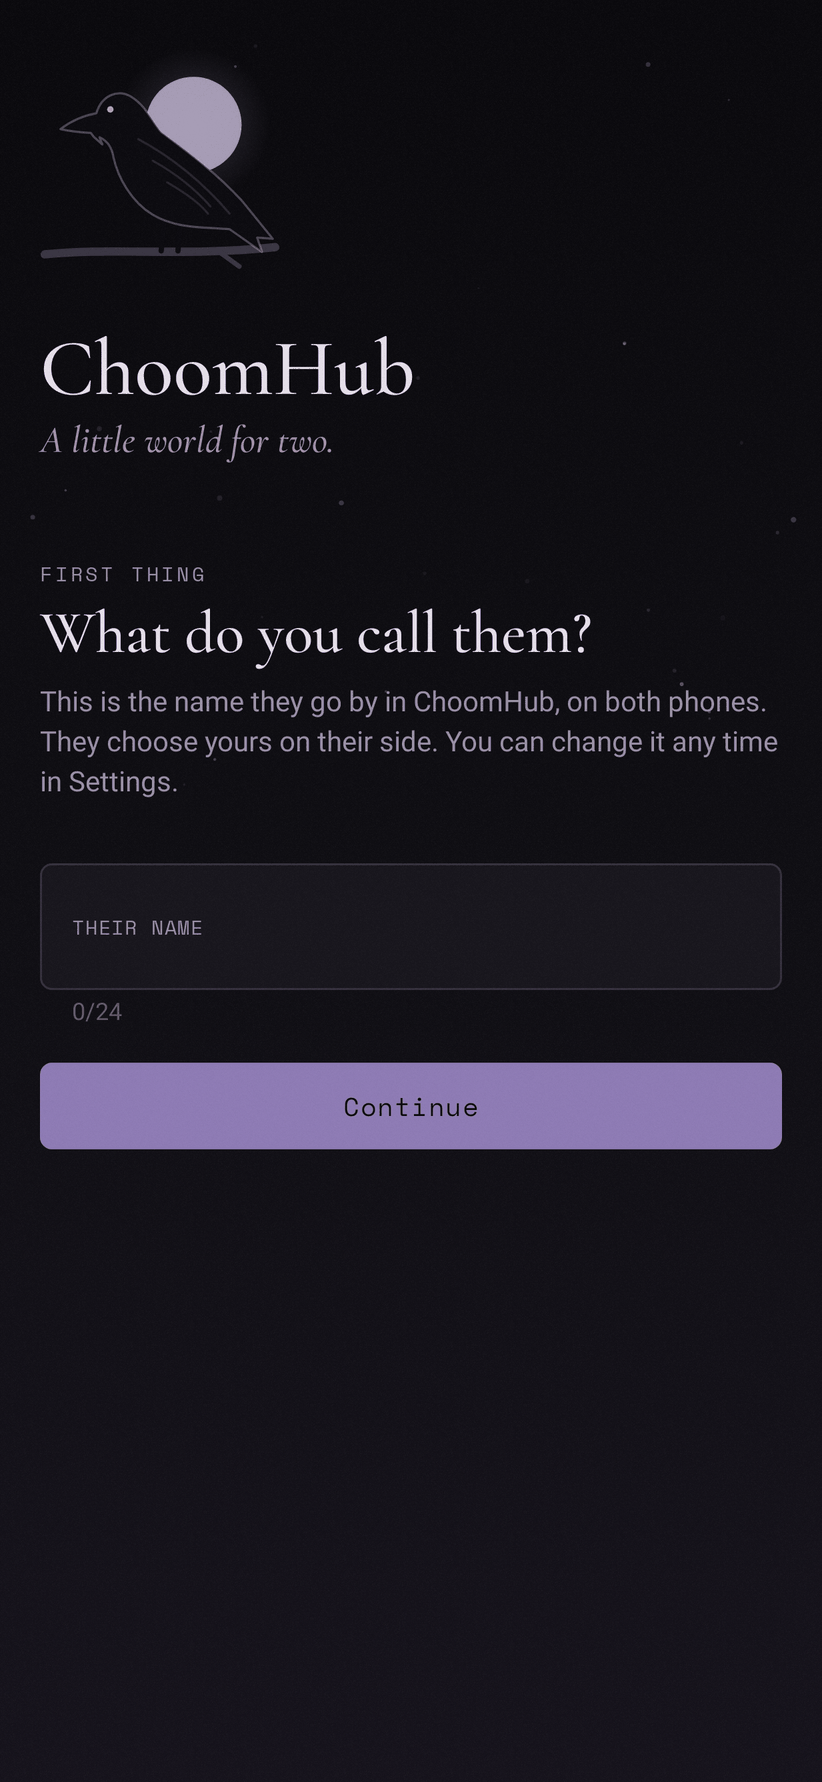 ChoomHub
A little world for two.
FIRST THING
What do you call them?
This is the name they go by in ChoomHub, on both phones.
They choose yours on their side. You can change it any time
in Settings.
THEIR NAME
0/24
Continue